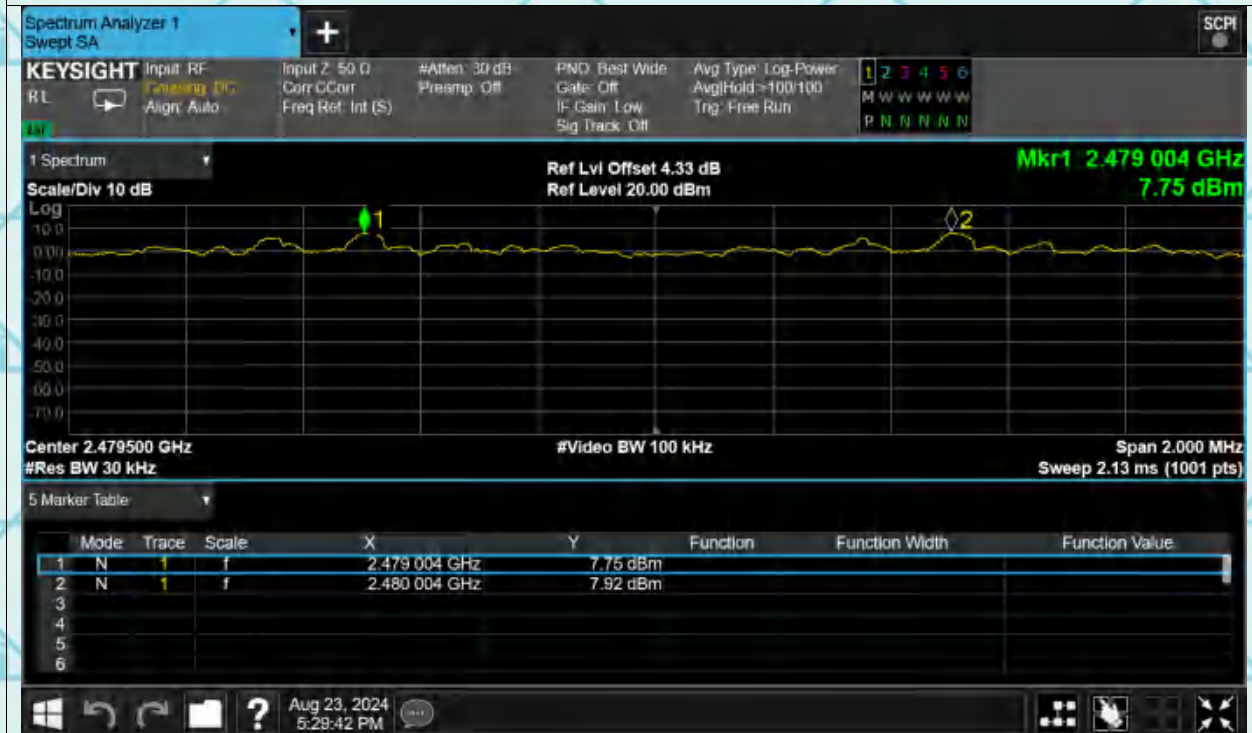 Spectrum Analyzer 1
Swept SA
+
SCPI
KEYSIGHT
RL
Input: RF
Coupling: DC
Align: Auto
Input Z: 50 Ω
Corr CCorr
Freq Ref: Int (S)
#Atten: 30 dB
Preamp: Off
PNO: Best Wide
Gate: Off
IF Gain: Low
Sig Track: Off
Avg Type: Log-Power
Avg|Hold: >100/100
Trig: Free Run
1 2 3 4 5 6
M W W W W W
P N N N N N
1 Spectrum
Scale/Div 10 dB
Ref Lvl Offset 4.33 dB
Ref Level 20.00 dBm
Mkr1 2.479 004 GHz
7.75 dBm
Log
10.0
0.00
-10.0
-20.0
-30.0
-40.0
-50.0
-60.0
-70.0
1
2
Center 2.479500 GHz
#Res BW 30 kHz
#Video BW 100 kHz
Span 2.000 MHz
Sweep 2.13 ms (1001 pts)
5 Marker Table
Mode Trace Scale X Y Function Function Width Function Value
1 N 1 f 2.479 004 GHz 7.75 dBm
2 N 1 f 2.480 004 GHz 7.92 dBm
3
4
5
6
?
Aug 23, 2024
5:29:42 PM